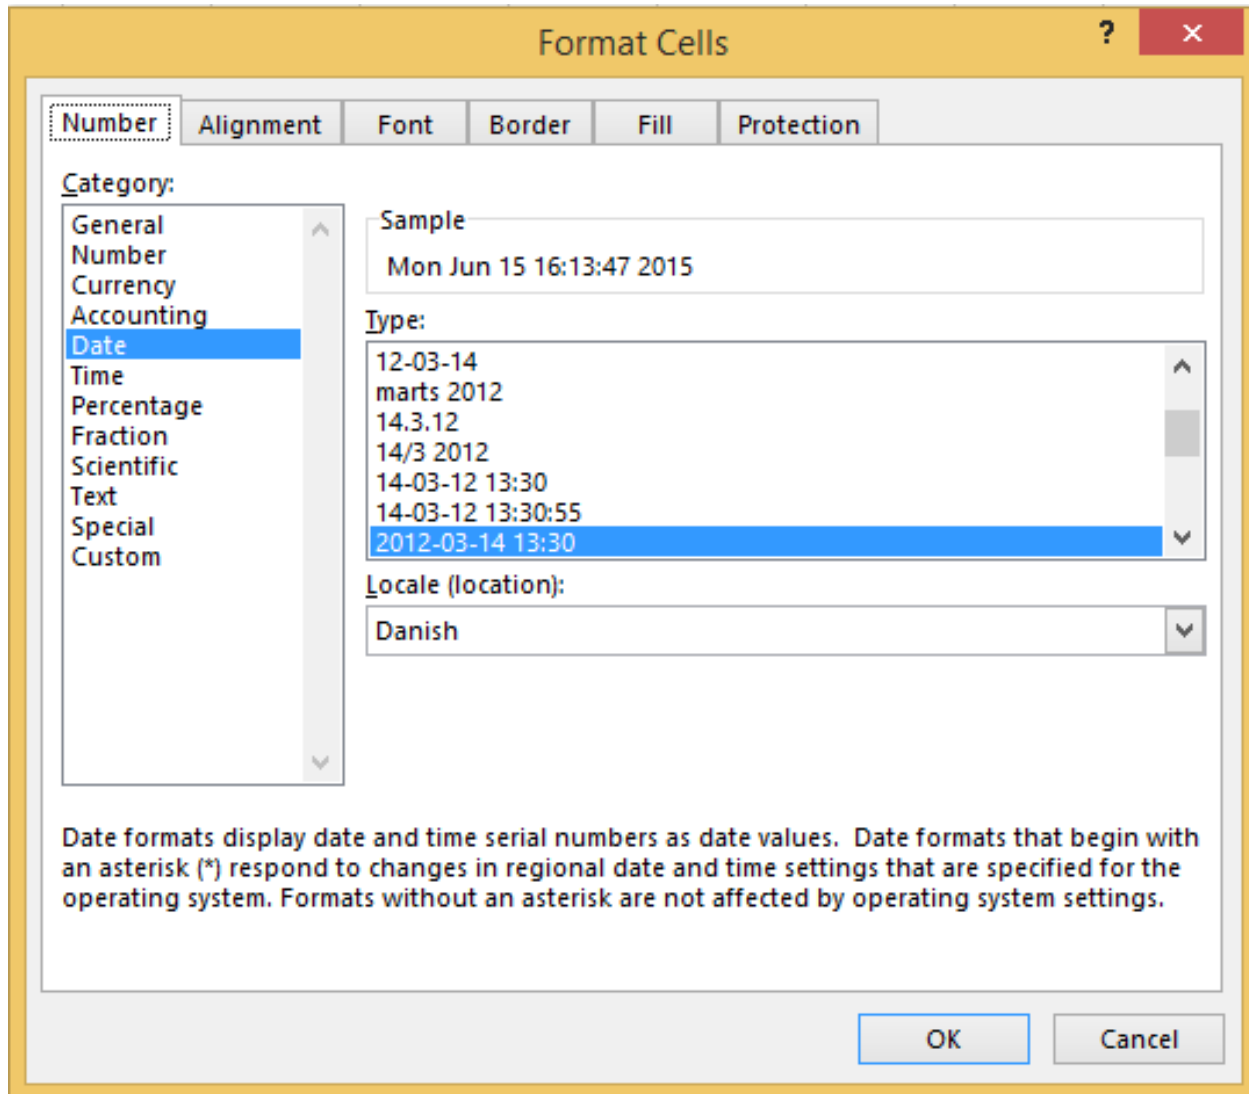 Format Cells
?
Number Alignment Font Border Fill Protection
Category:
General
Number
Currency
Accounting
Date
Time
Percentage
Fraction
Scientific
Text
Special
Custom
Sample
Mon Jun 15 16:13:47 2015
Type:
12-03-14
marts 2012
14.3.12
14/3 2012
14-03-12 13:30
14-03-12 13:30:55
2012-03-14 13:30
Locale (location):
Danish
Date formats display date and time serial numbers as date values.  Date formats that begin with
an asterisk (*) respond to changes in regional date and time settings that are specified for the
operating system. Formats without an asterisk are not affected by operating system settings.
OK Cancel